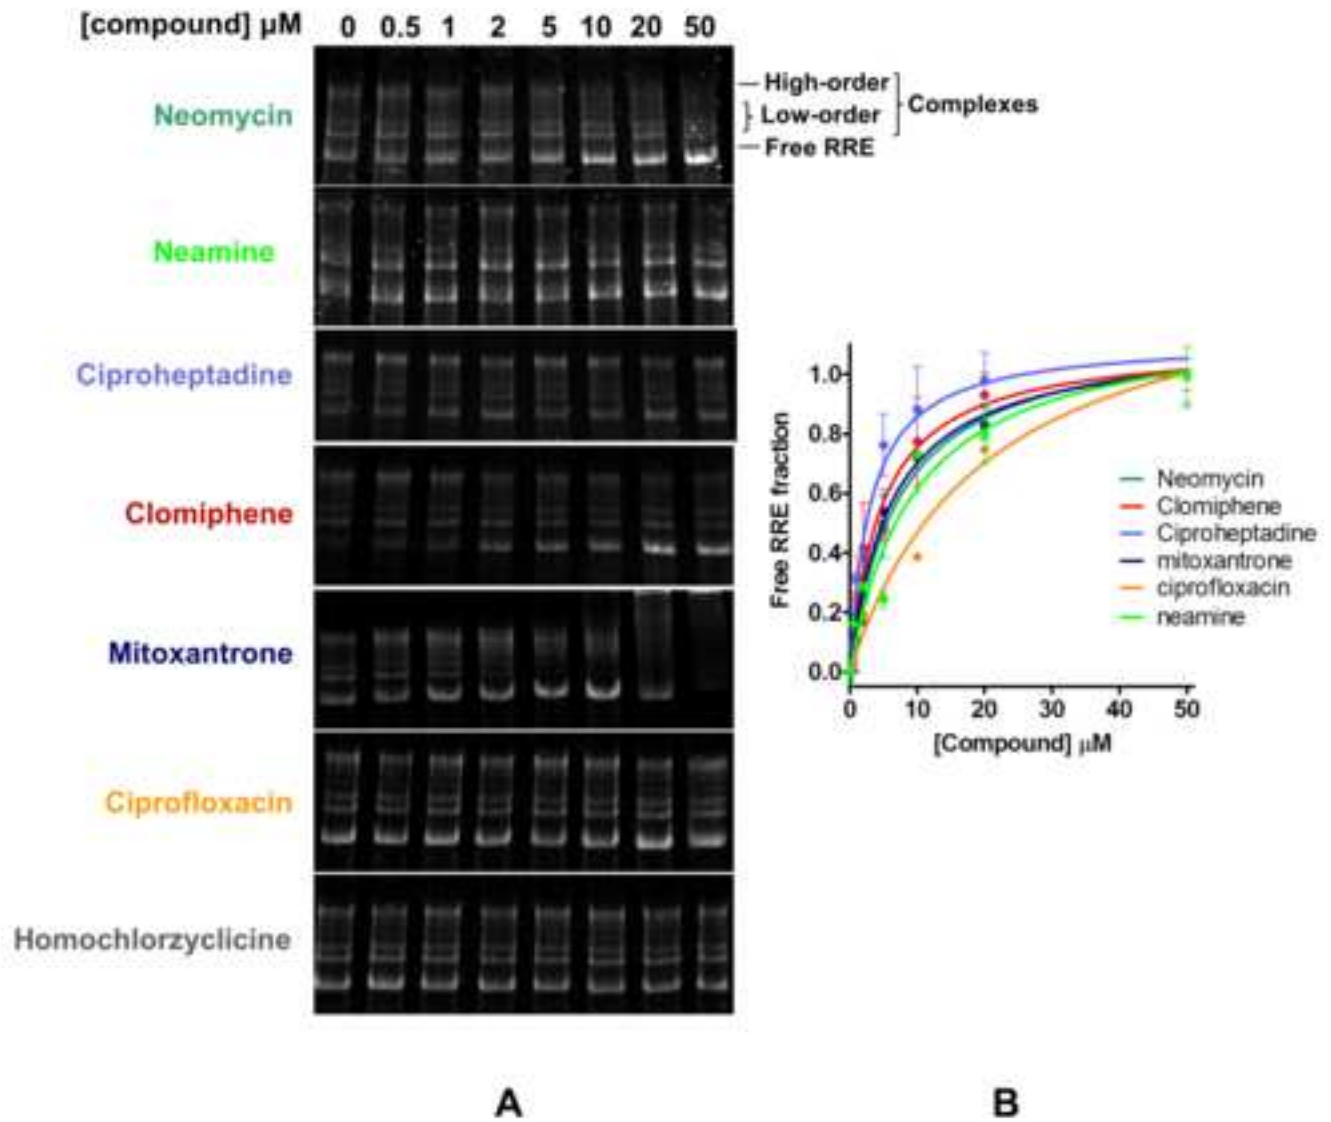 [compound] µM 0 0.5 1 2 5 10 20 50
Neomycin
High-order
Low-order
Complexes
Free RRE
Neamine
Ciproheptadine
Clomiphene
Mitoxantrone
Ciprofloxacin
Homochlorzyclicine
A
Free RRE fraction
1.0
0.8
0.6
0.4
0.2
0.0
0 10 20 30 40 50
[Compound] µM
Neomycin
Clomiphene
Ciproheptadine
mitoxantrone
ciprofloxacin
neamine
B